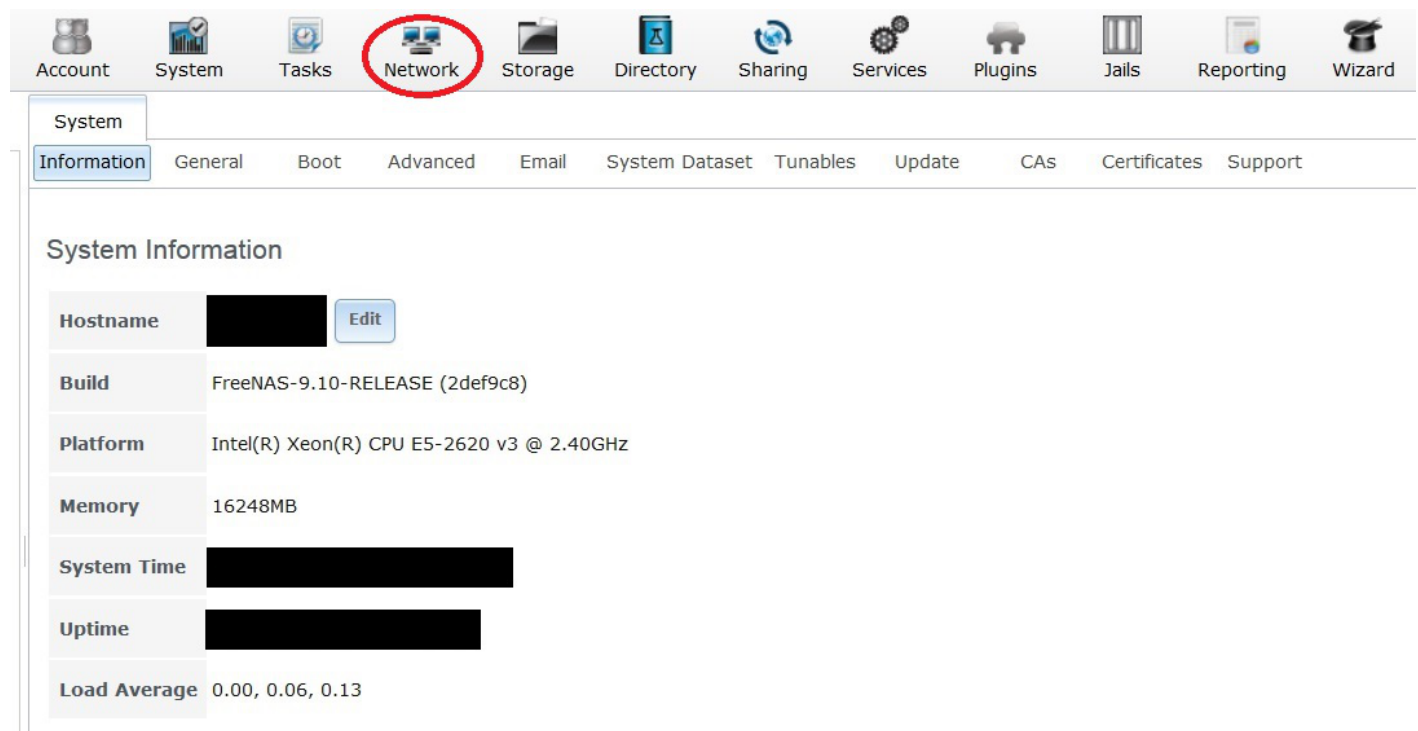 Account System Tasks Network Storage Directory Sharing Services Plugins Jails Reporting Wizard
System
Information General Boot Advanced Email System Dataset Tunables Update CAs Certificates Support
System Information
Hostname Edit
Build FreeNAS-9.10-RELEASE (2def9c8)
Platform Intel(R) Xeon(R) CPU E5-2620 v3 @ 2.40GHz
Memory 16248MB
System Time
Uptime
Load Average 0.00, 0.06, 0.13